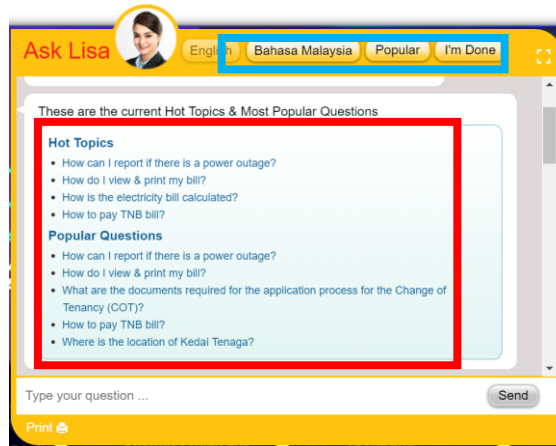 Ask Lisa
English Bahasa Malaysia Popular I'm Done
These are the current Hot Topics & Most Popular Questions
Hot Topics
• How can I report if there is a power outage?
• How do I view & print my bill?
• How is the electricity bill calculated?
• How to pay TNB bill?
Popular Questions
• How can I report if there is a power outage?
• How do I view & print my bill?
• What are the documents required for the application process for the Change of
Tenancy (COT)?
• How to pay TNB bill?
• Where is the location of Kedai Tenaga?
Type your question ...
Send
Print